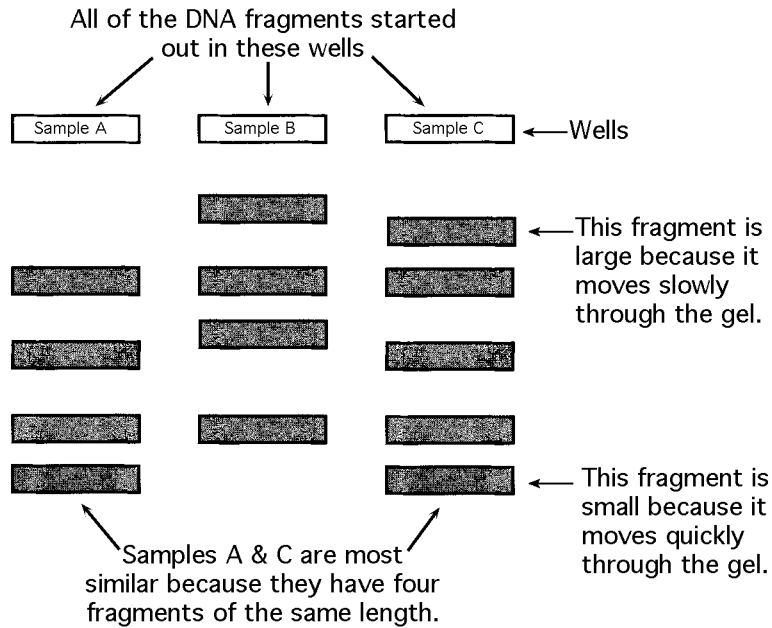 All of the DNA fragments started
out in these wells
Sample A
Sample B
Sample C
Wells
This fragment is
large because it
moves slowly
through the gel.
This fragment is
small because it
moves quickly
through the gel.
Samples A & C are most
similar because they have four
fragments of the same length.